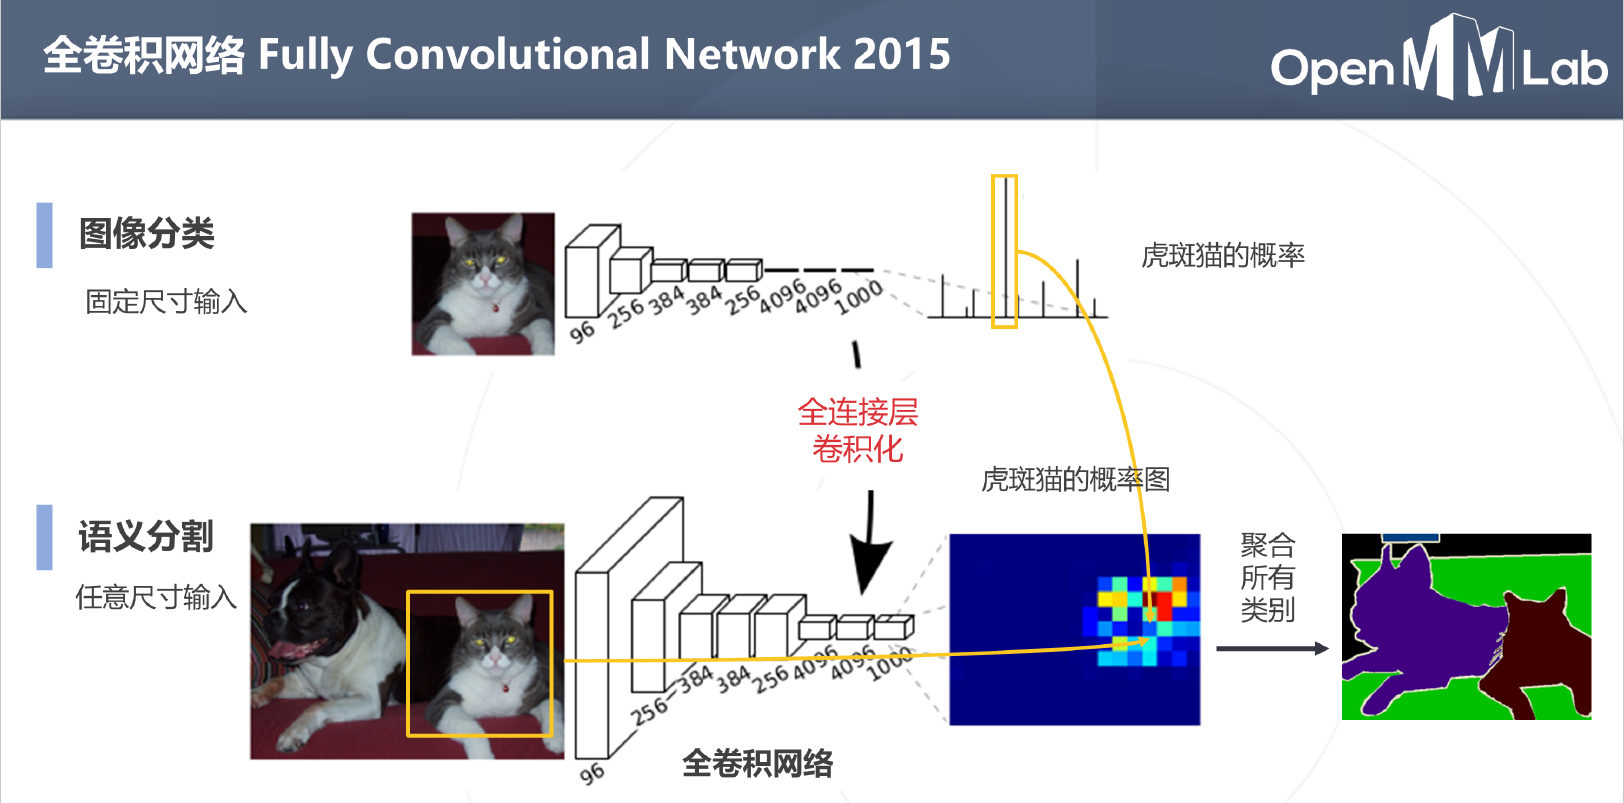 全卷积网络 Fully Convolutional Network 2015
OpenMMLab
图像分类
固定尺寸输入
96
256
384
384
256
4096
4096
1000
虎斑猫的概率
全连接层
卷积化
虎斑猫的概率图
语义分割
任意尺寸输入
96
256
384
384
256
4096
4096
1000
全卷积网络
聚合
所有
类别